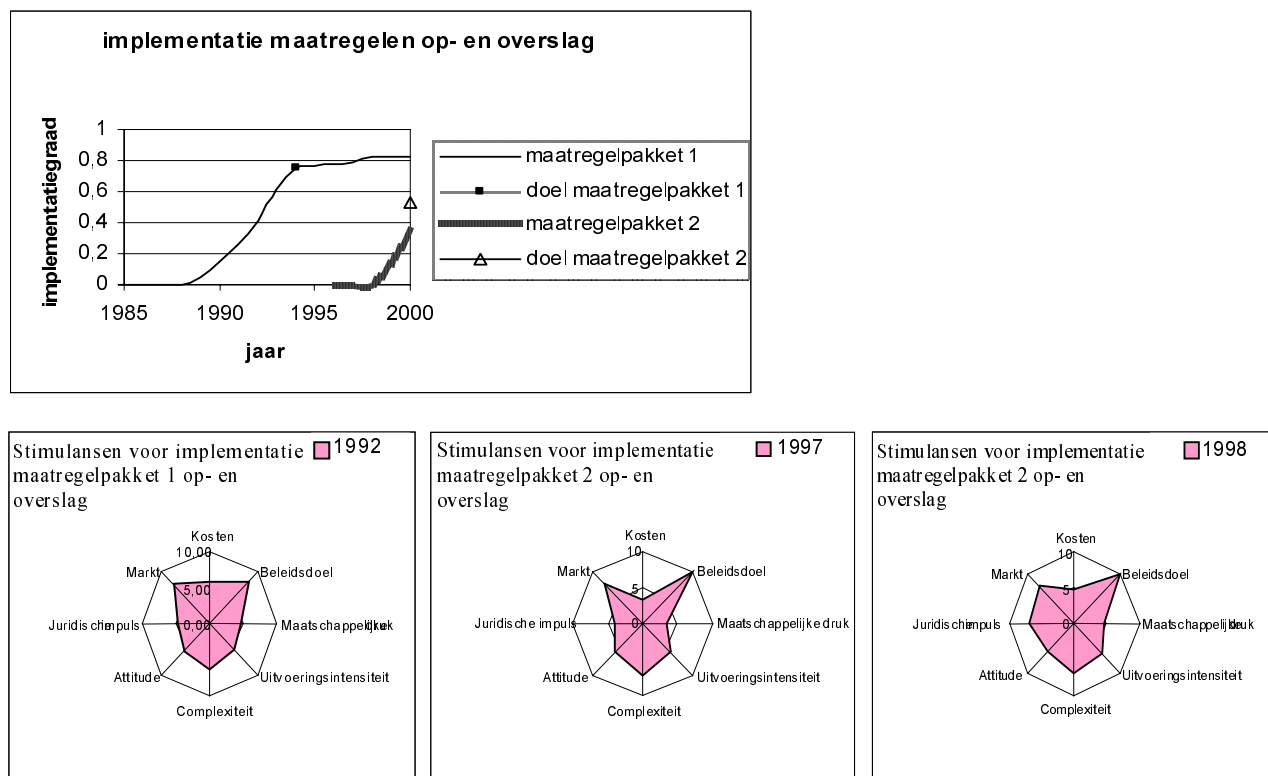 implementatie maatregelen op- en overslag
implementatiegraad
1
0,8
0,6
0,4
0,2
0
1985 1990 1995 2000
jaar
maatregelpakket 1
doel maatregelpakket 1
maatregelpakket 2
doel maatregelpakket 2
Stimulansen voor implementatie
maatregelpakket 1 op- en
overslag
1992
Kosten
10,00
Markt
Beleidsdoel
5,00
Juridische impuls
0,00
Maatschappelijke druk
Attitude
Uitvoeringsintensiteit
Complexiteit
Stimulansen voor implementatie
maatregelpakket 2 op- en
overslag
1997
Kosten
10
Markt
Beleidsdoel
5
Juridische impuls
0
Maatschappelijke druk
Attitude
Uitvoeringsintensiteit
Complexiteit
Stimulansen voor implementatie
maatregelpakket 2 op- en
overslag
1998
Kosten
10
Markt
Beleidsdoel
5
Juridische impuls
0
Maatschappelijke druk
Attitude
Uitvoeringsintensiteit
Complexiteit